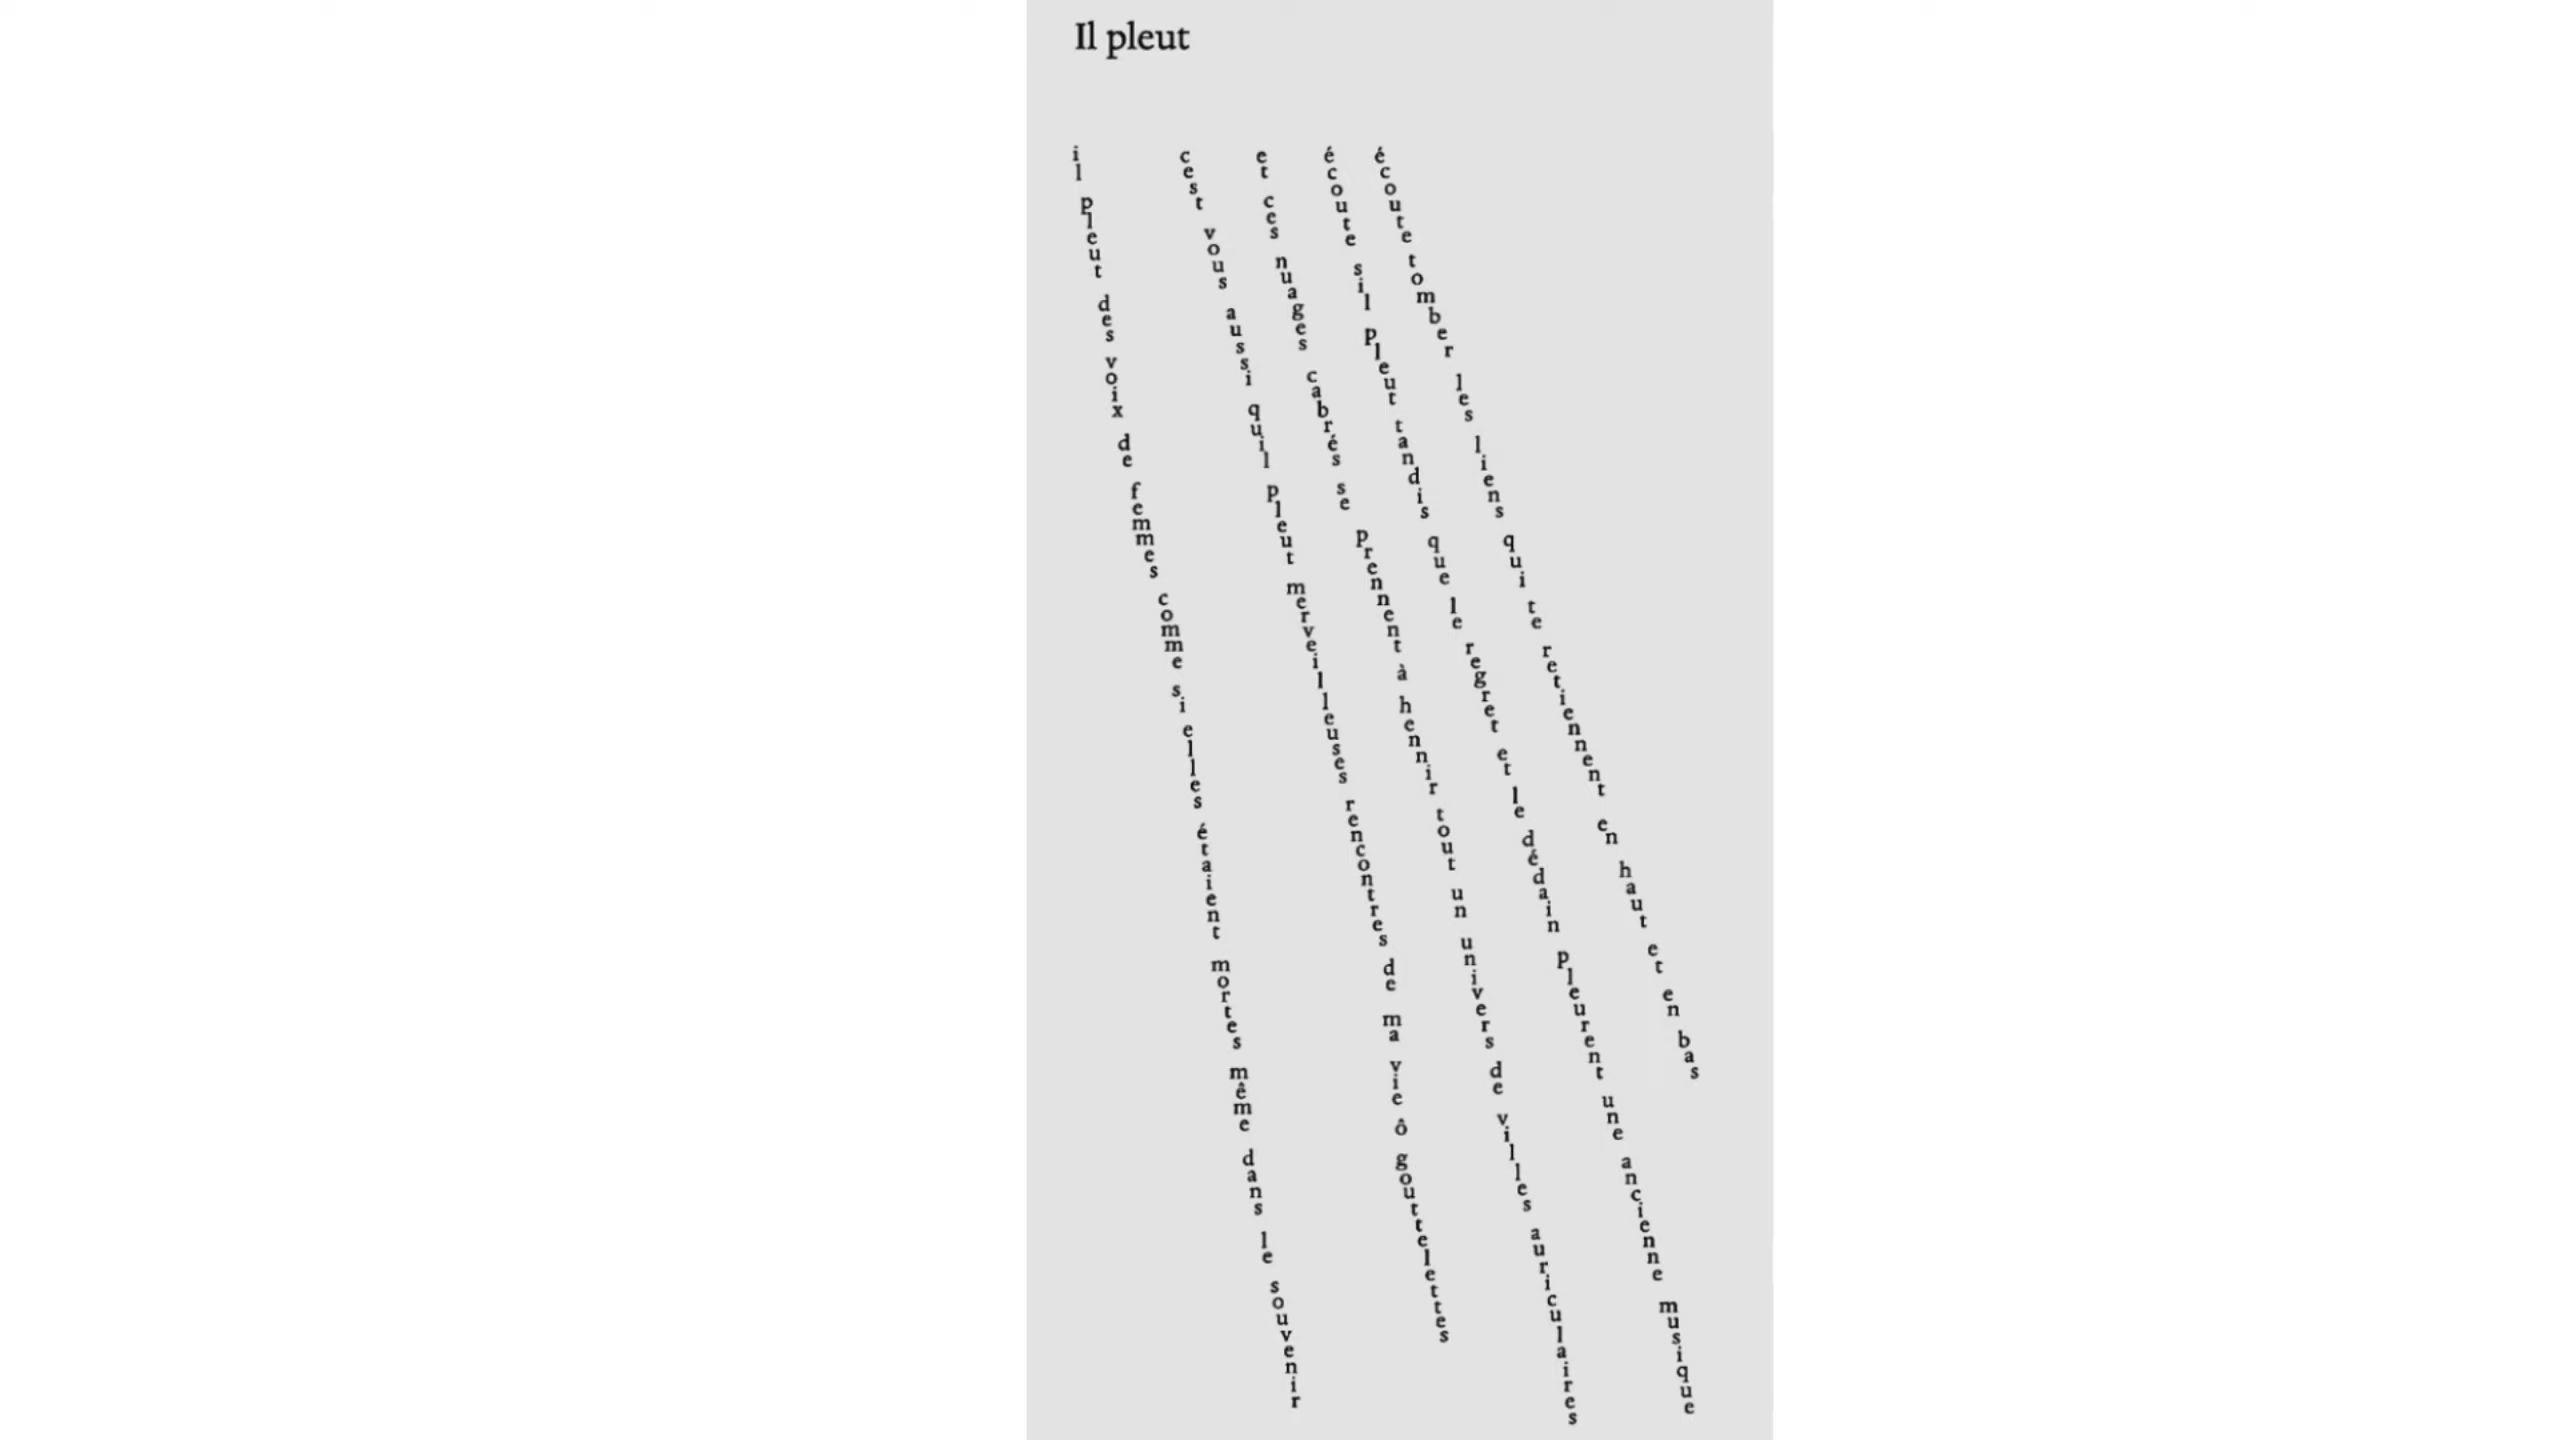 Il pleut
il pleut des voix de femmes comme si elles étaient mortes même dans le souvenir
cest vous aussi quil pleut merveilleuses rencontres de ma vie ô gouttelettes
et ces nuages cabrés se prennent à hennir tout un univers de villes auriculaires
écoute sil pleut tandis que le regret et le dédain pleurent une ancienne musique
écoute tomber les liens qui te retiennent en haut et en bas